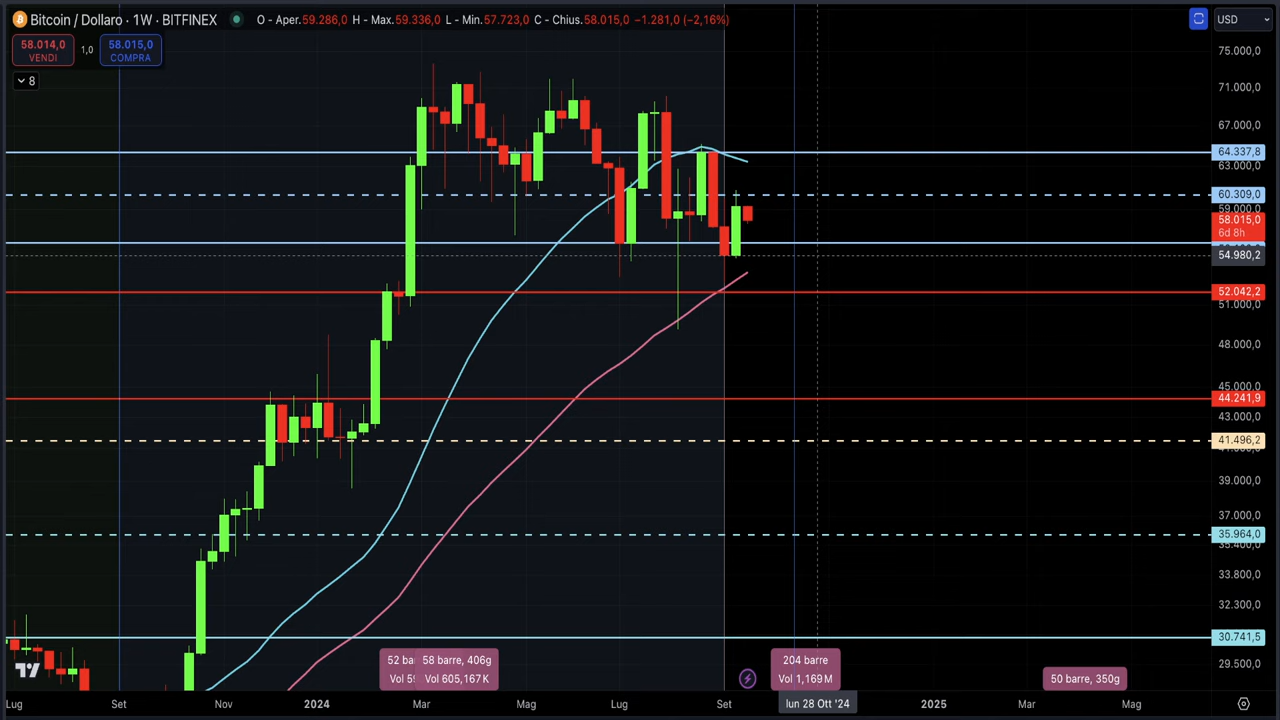 Bitcoin / Dollaro · 1W · BITFINEX O - Aper.59.286,0 H - Max.59.336,0 L - Min.57.723,0 C - Chius.58.015,0 −1.281,0 (−2,16%)
USD
58.014,0
VENDI
1,0
58.015,0
COMPRA
8
75.000,0
71.000,0
67.000,0
64.337,8
63.000,0
60.309,0
59.000,0
58.015,0
6d 8h
54.980,2
52.042,2
51.000,0
48.000,0
45.000,0
44.241,9
43.000,0
41.496,2
39.000,0
37.000,0
35.964,0
35.400,0
33.800,0
32.300,0
30.741,5
29.500,0
52 ba
58 barre, 406g
Vol 605,167 K
204 barre
Vol 1,169 M
50 barre, 350g
Lug Set Nov 2024 Mar Mag Lug Set lun 28 Ott '24 2025 Mar Mag